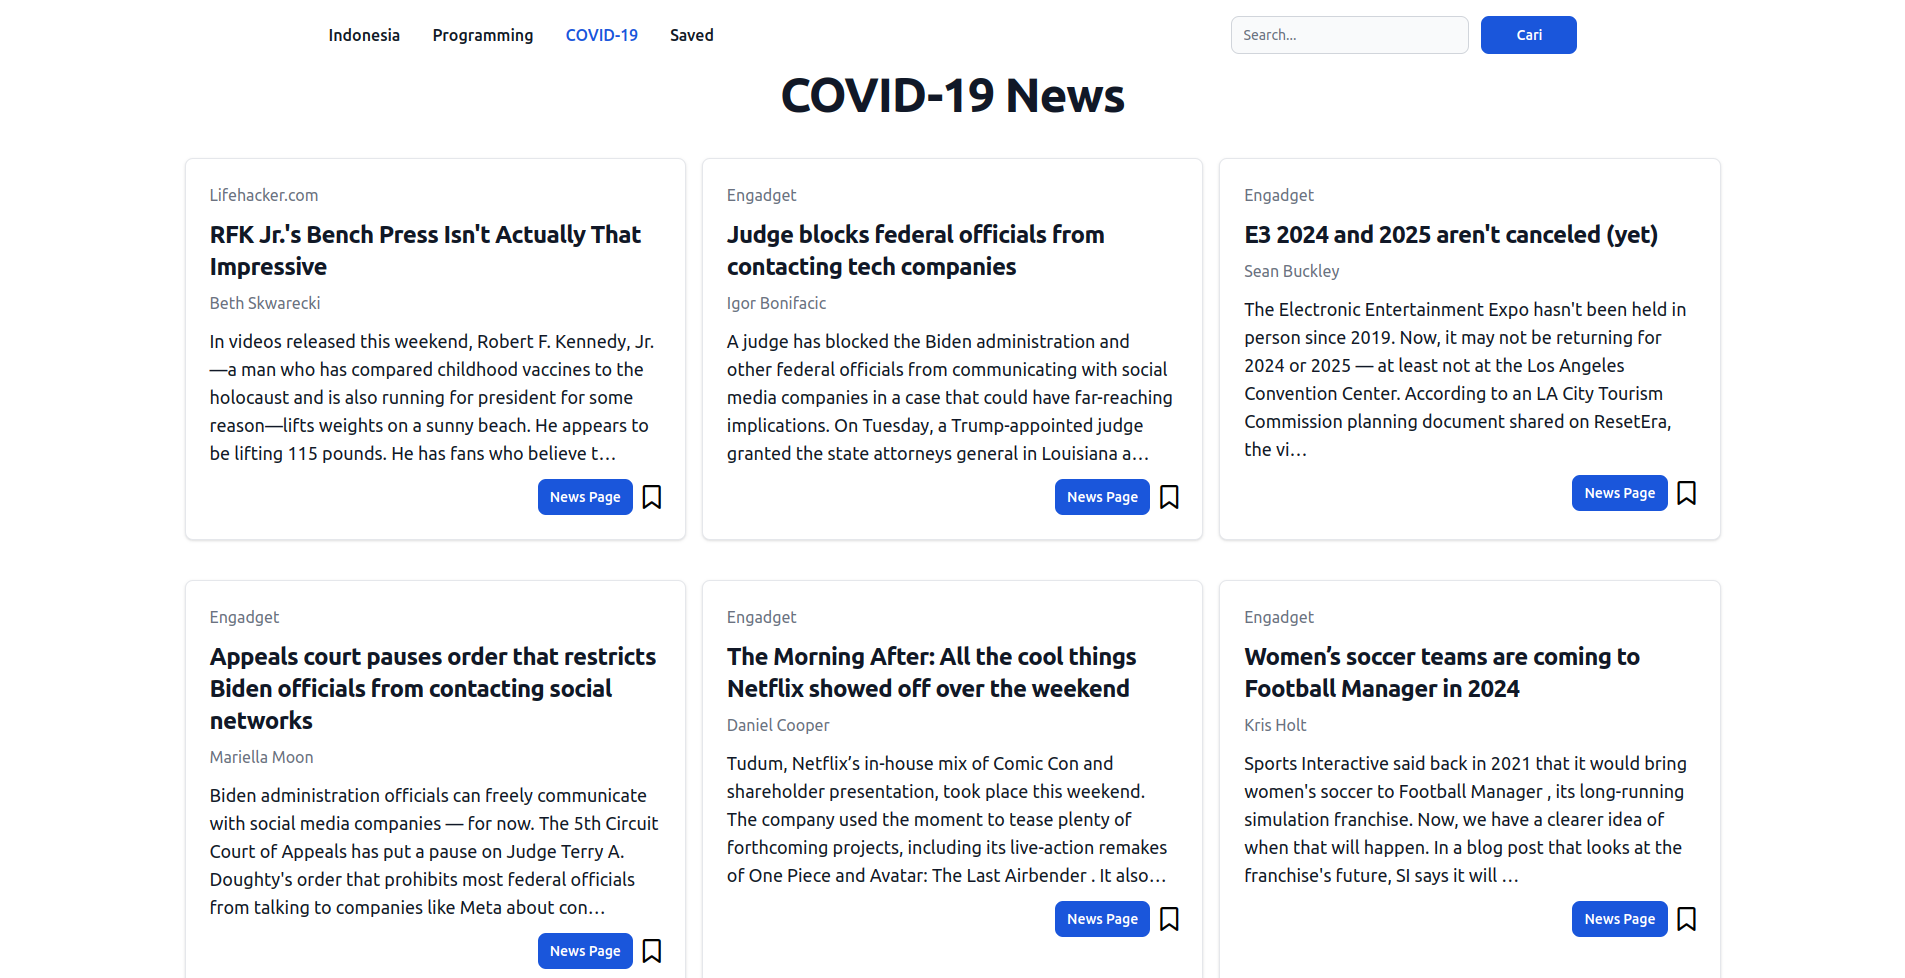 Indonesia Programming COVID-19 Saved Search... Cari
COVID-19 News
Lifehacker.com
RFK Jr.'s Bench Press Isn't Actually That
Impressive
Beth Skwarecki
In videos released this weekend, Robert F. Kennedy, Jr.
—a man who has compared childhood vaccines to the
holocaust and is also running for president for some
reason—lifts weights on a sunny beach. He appears to
be lifting 115 pounds. He has fans who believe t…
News Page
Engadget
Judge blocks federal officials from
contacting tech companies
Igor Bonifacic
A judge has blocked the Biden administration and
other federal officials from communicating with social
media companies in a case that could have far-reaching
implications. On Tuesday, a Trump-appointed judge
granted the state attorneys general in Louisiana a…
News Page
Engadget
E3 2024 and 2025 aren't canceled (yet)
Sean Buckley
The Electronic Entertainment Expo hasn't been held in
person since 2019. Now, it may not be returning for
2024 or 2025 — at least not at the Los Angeles
Convention Center. According to an LA City Tourism
Commission planning document shared on ResetEra,
the vi…
News Page
Engadget
Appeals court pauses order that restricts
Biden officials from contacting social
networks
Mariella Moon
Biden administration officials can freely communicate
with social media companies — for now. The 5th Circuit
Court of Appeals has put a pause on Judge Terry A.
Doughty's order that prohibits most federal officials
from talking to companies like Meta about con…
News Page
Engadget
The Morning After: All the cool things
Netflix showed off over the weekend
Daniel Cooper
Tudum, Netflix’s in-house mix of Comic Con and
shareholder presentation, took place this weekend.
The company used the moment to tease plenty of
forthcoming projects, including its live-action remakes
of One Piece and Avatar: The Last Airbender . It also…
News Page
Engadget
Women’s soccer teams are coming to
Football Manager in 2024
Kris Holt
Sports Interactive said back in 2021 that it would bring
women's soccer to Football Manager , its long-running
simulation franchise. Now, we have a clearer idea of
when that will happen. In a blog post that looks at the
franchise's future, SI says it will …
News Page